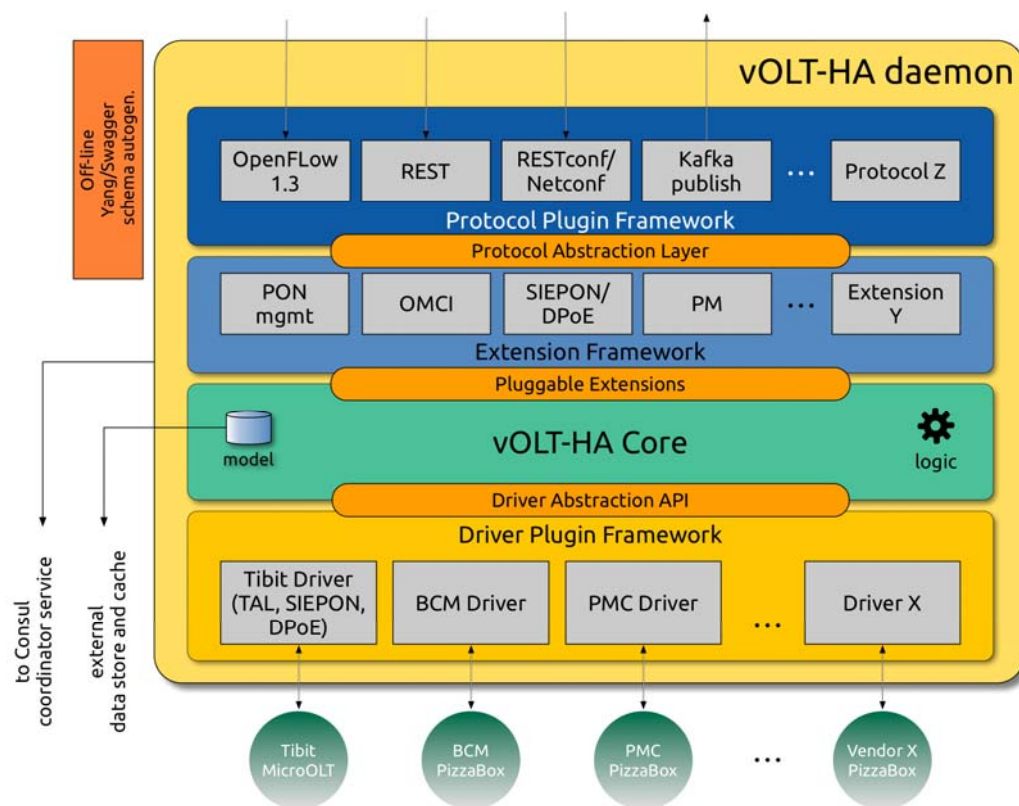 vOLT-HA daemon
Off-line
Yang/Swagger
schema autogen.
OpenFLow
1.3
REST
RESTconf/
Netconf
Kafka
publish
...
Protocol Z
Protocol Plugin Framework
Protocol Abstraction Layer
PON
mgmt
OMCI
SIEPON/
DPoE
PM
...
Extension
Y
Extension Framework
Pluggable Extensions
model
vOLT-HA Core
logic
Driver Abstraction API
Driver Plugin Framework
Tibit Driver
(TAL, SIEPON,
DPoE)
BCM Driver
PMC Driver
...
Driver X
to Consul
coordinator service
external
data store and cache
Tibit
MicroOLT
BCM
PizzaBox
PMC
PizzaBox
...
Vendor X
PizzaBox